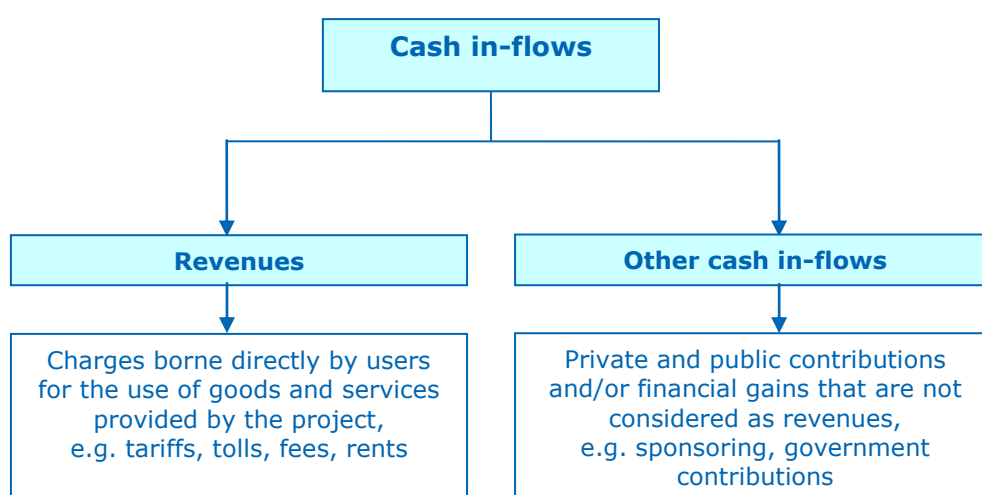 Cash in-flows
Revenues
Other cash in-flows
Charges borne directly by users
for the use of goods and services
provided by the project,
e.g. tariffs, tolls, fees, rents
Private and public contributions
and/or financial gains that are not
considered as revenues,
e.g. sponsoring, government
contributions